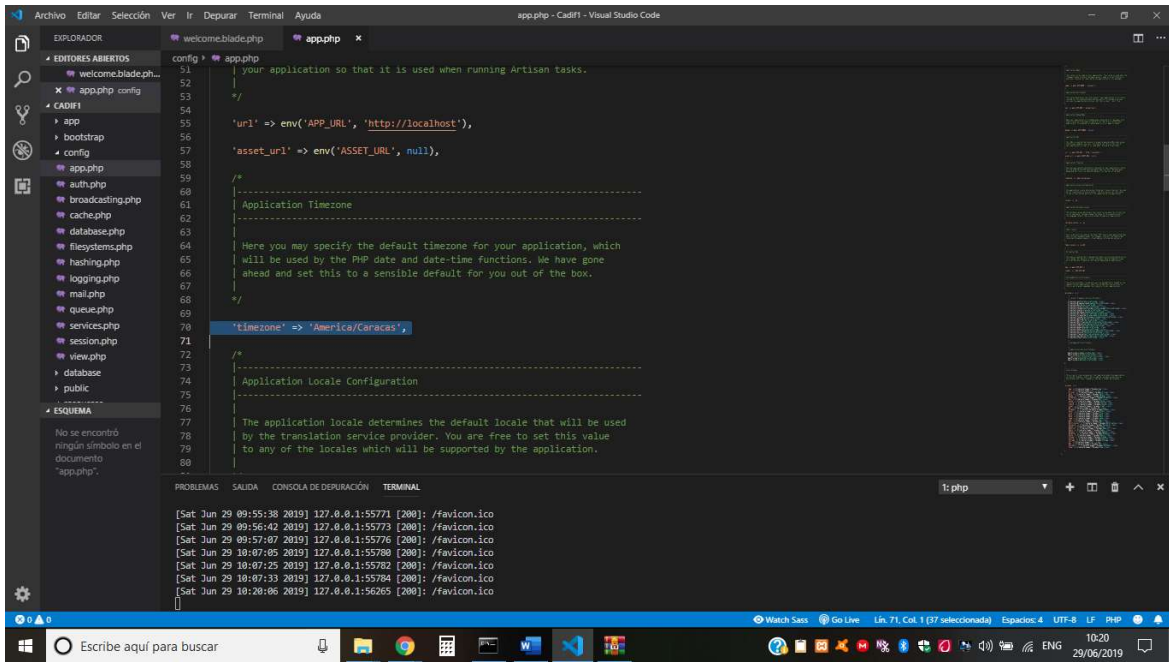 Archivo Editar Selección Ver Ir Depurar Terminal Ayuda
app.php - Cadif1 - Visual Studio Code
EXPLORADOR
EDITORES ABIERTOS
welcome.blade.ph...
app.php config
CADIF1
app
bootstrap
config
app.php
auth.php
broadcasting.php
cache.php
database.php
filesystems.php
hashing.php
logging.php
mail.php
queue.php
services.php
session.php
view.php
database
public
ESQUEMA
No se encontró
ningún símbolo en el
documento
"app.php".
welcome.blade.php app.php
config app.php
51 | your application so that it is used when running Artisan tasks.
52 |
53 */
54
55 'url' => env('APP_URL', 'http://localhost'),
56
57 'asset_url' => env('ASSET_URL', null),
58
59 /*
60 |--------------------------------------------------------------------------
61 | Application Timezone
62 |--------------------------------------------------------------------------
63 |
64 | Here you may specify the default timezone for your application, which
65 | will be used by the PHP date and date-time functions. We have gone
66 | ahead and set this to a sensible default for you out of the box.
67 |
68 */
69
70 'timezone' => 'America/Caracas',
71
72 /*
73 |--------------------------------------------------------------------------
74 | Application Locale Configuration
75 |--------------------------------------------------------------------------
76 |
77 | The application locale determines the default locale that will be used
78 | by the translation service provider. You are free to set this value
79 | to any of the locales which will be supported by the application.
80 |
PROBLEMAS SALIDA CONSOLA DE DEPURACIÓN TERMINAL
1: php
[Sat Jun 29 09:55:38 2019] 127.0.0.1:55771 [200]: /favicon.ico
[Sat Jun 29 09:56:42 2019] 127.0.0.1:55773 [200]: /favicon.ico
[Sat Jun 29 09:57:07 2019] 127.0.0.1:55776 [200]: /favicon.ico
[Sat Jun 29 10:07:05 2019] 127.0.0.1:55780 [200]: /favicon.ico
[Sat Jun 29 10:07:25 2019] 127.0.0.1:55782 [200]: /favicon.ico
[Sat Jun 29 10:07:33 2019] 127.0.0.1:55784 [200]: /favicon.ico
[Sat Jun 29 10:20:06 2019] 127.0.0.1:56265 [200]: /favicon.ico
0 0
Watch Sass Go Live Lín. 71, Col. 1 (37 seleccionada) Espacios: 4 UTF-8 LF PHP
Escribe aquí para buscar
ENG
10:20
29/06/2019